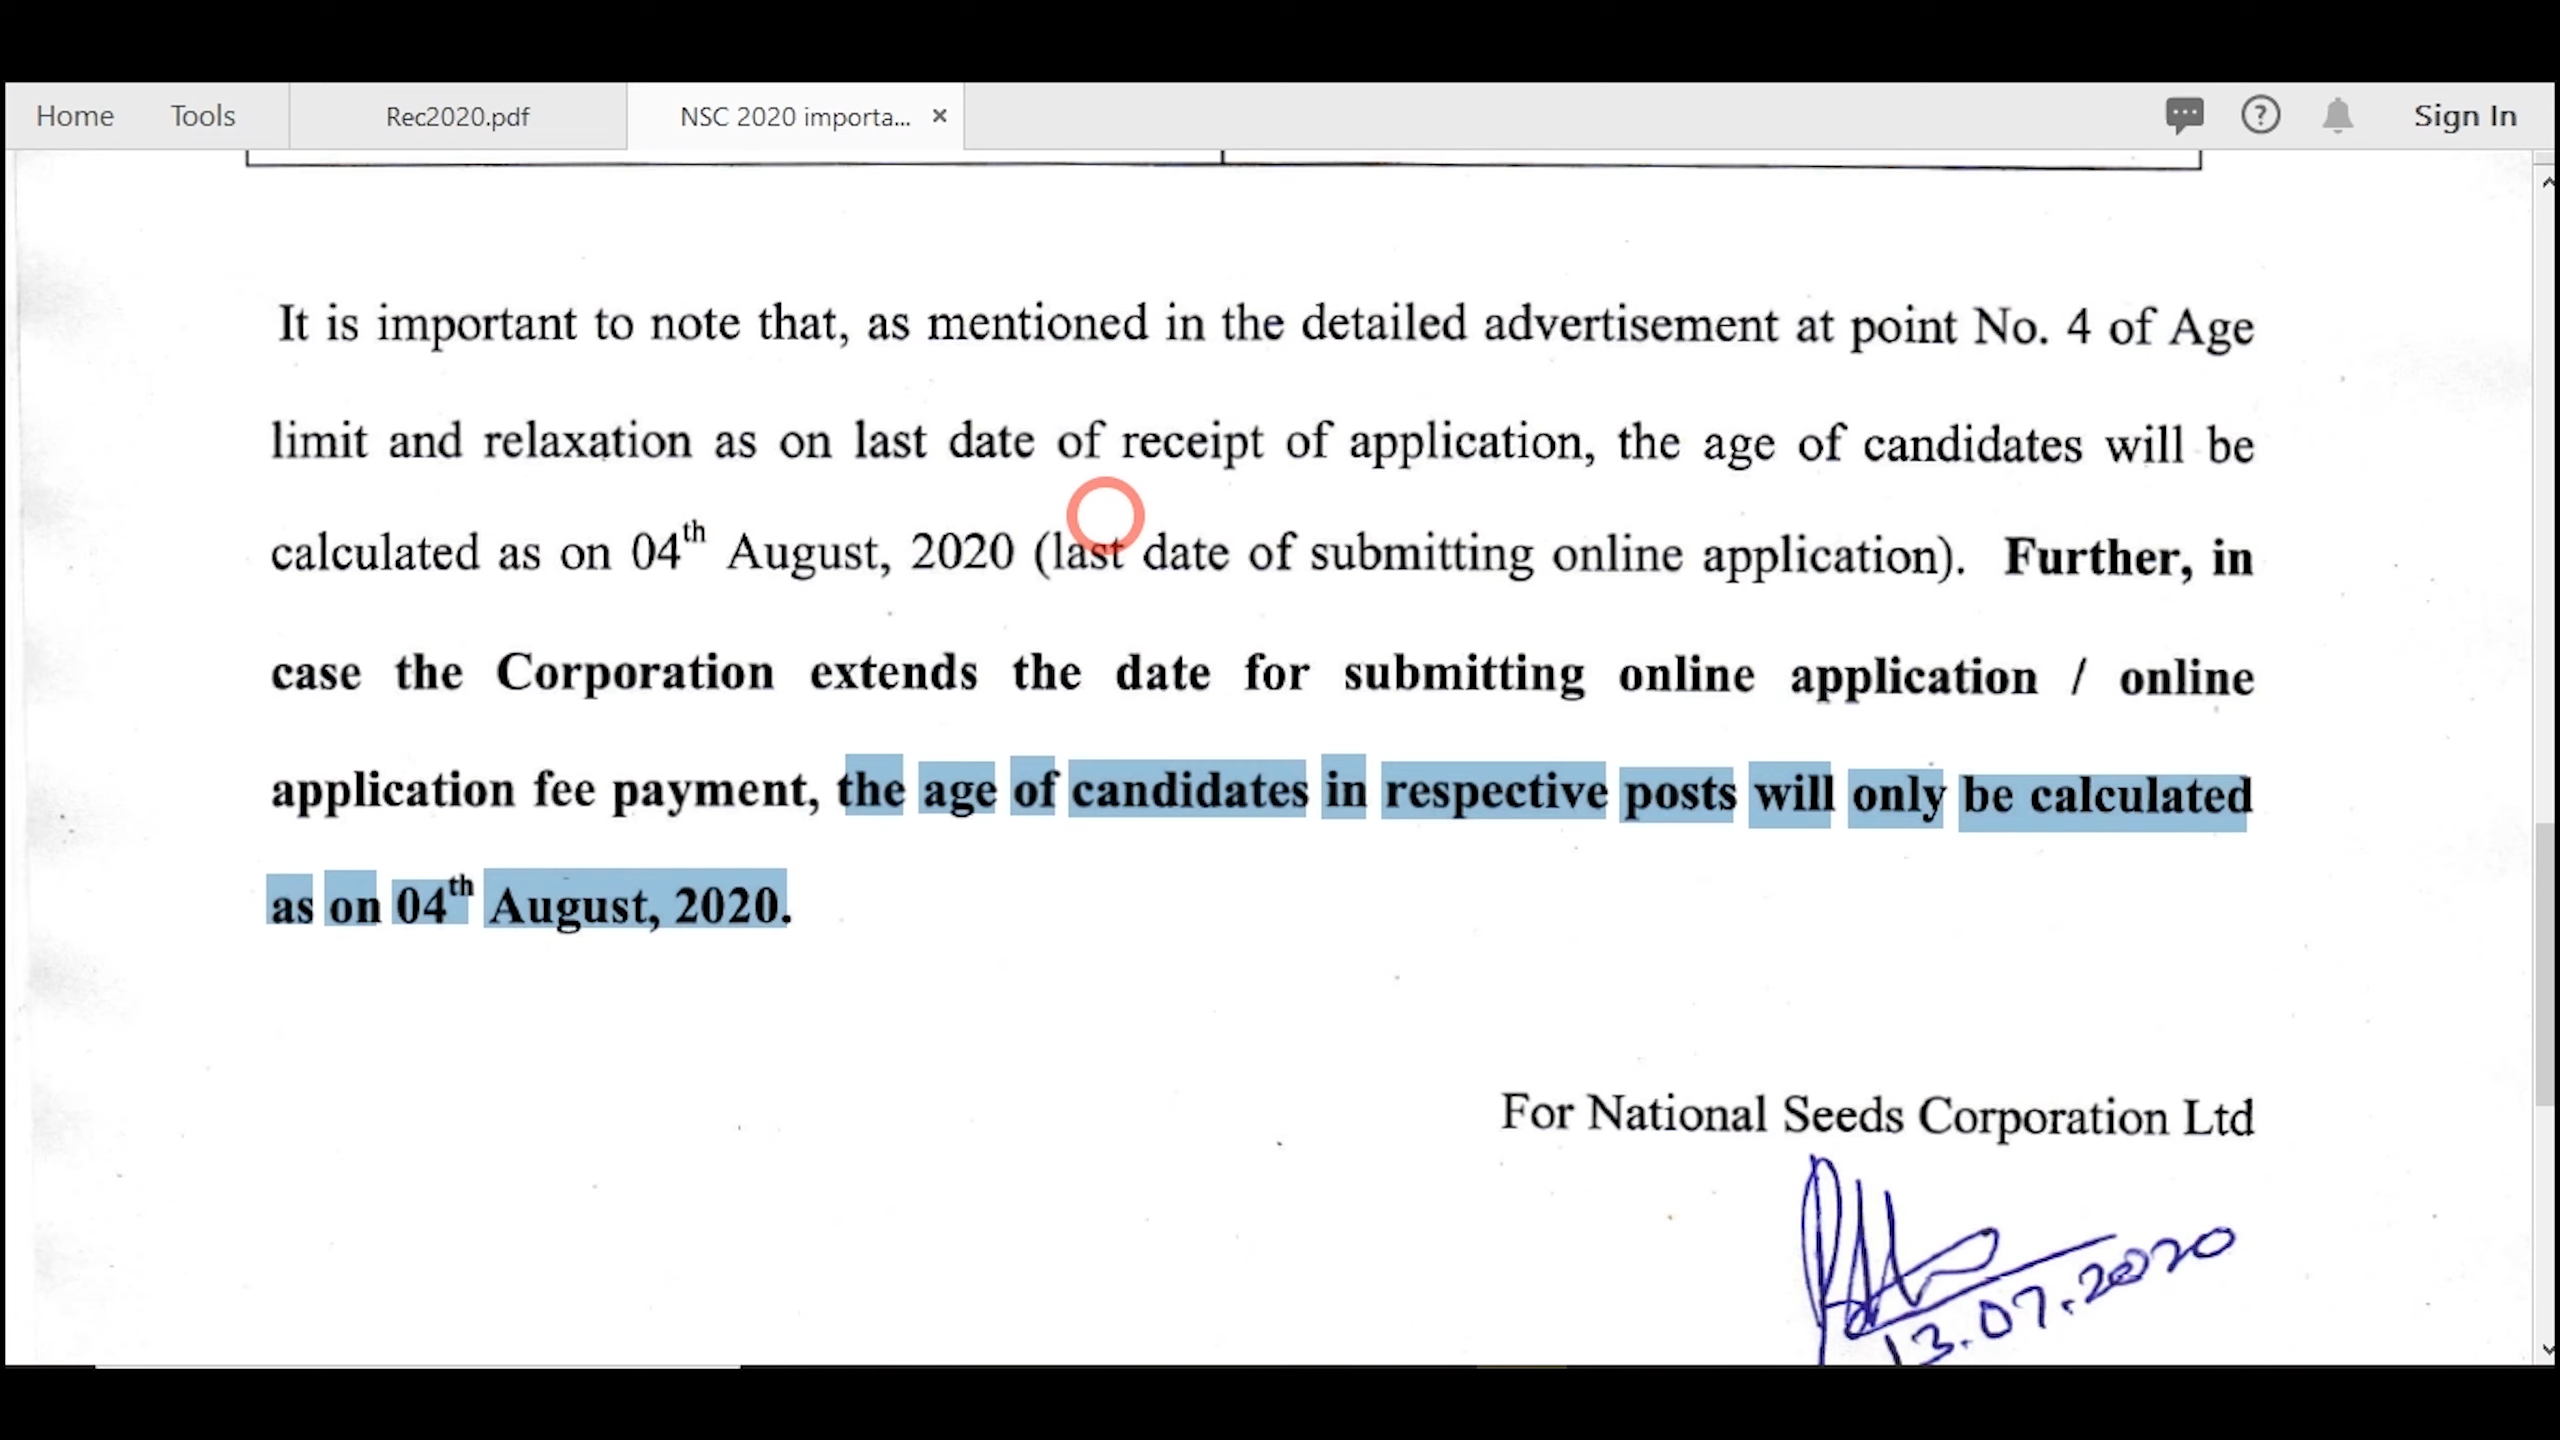 Home Tools Rec2020.pdf NSC 2020 importa... × Sign In
It is important to note that, as mentioned in the detailed advertisement at point No. 4 of Age
limit and relaxation as on last date of receipt of application, the age of candidates will be
calculated as on 04th August, 2020 (last date of submitting online application). Further, in
case the Corporation extends the date for submitting online application / online
application fee payment, the age of candidates in respective posts will only be calculated
as on 04th August, 2020.
For National Seeds Corporation Ltd
13.07.2020